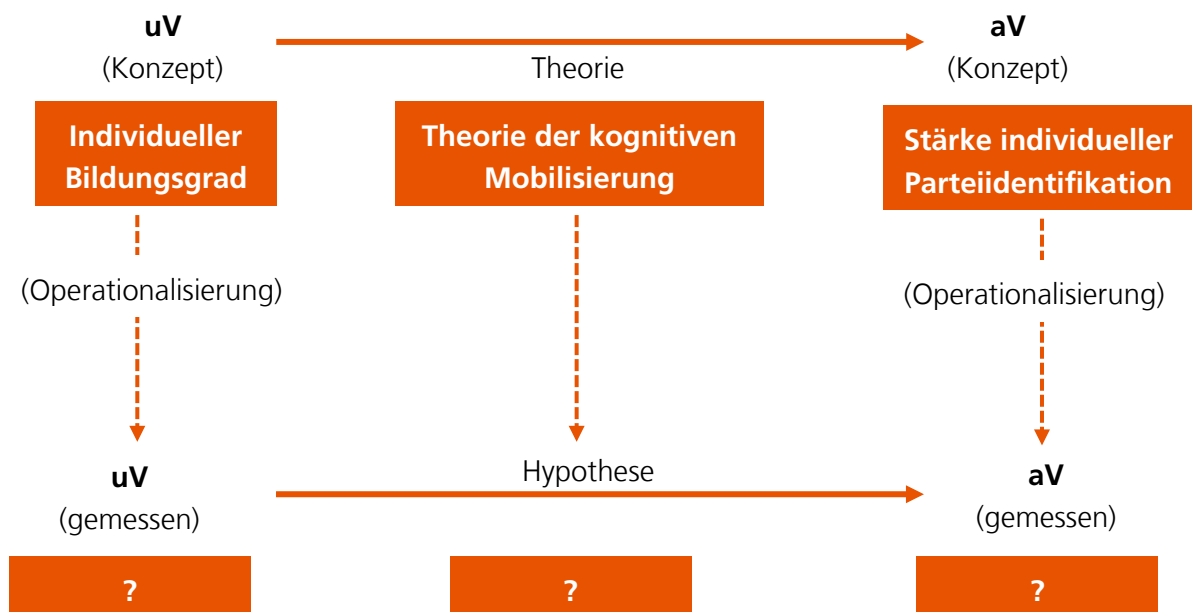 uV
(Konzept)
Theorie
aV
(Konzept)
Individueller
Bildungsgrad
Theorie der kognitiven
Mobilisierung
Stärke individueller
Parteiidentifikation
(Operationalisierung)
(Operationalisierung)
uV
(gemessen)
Hypothese
aV
(gemessen)
?
?
?